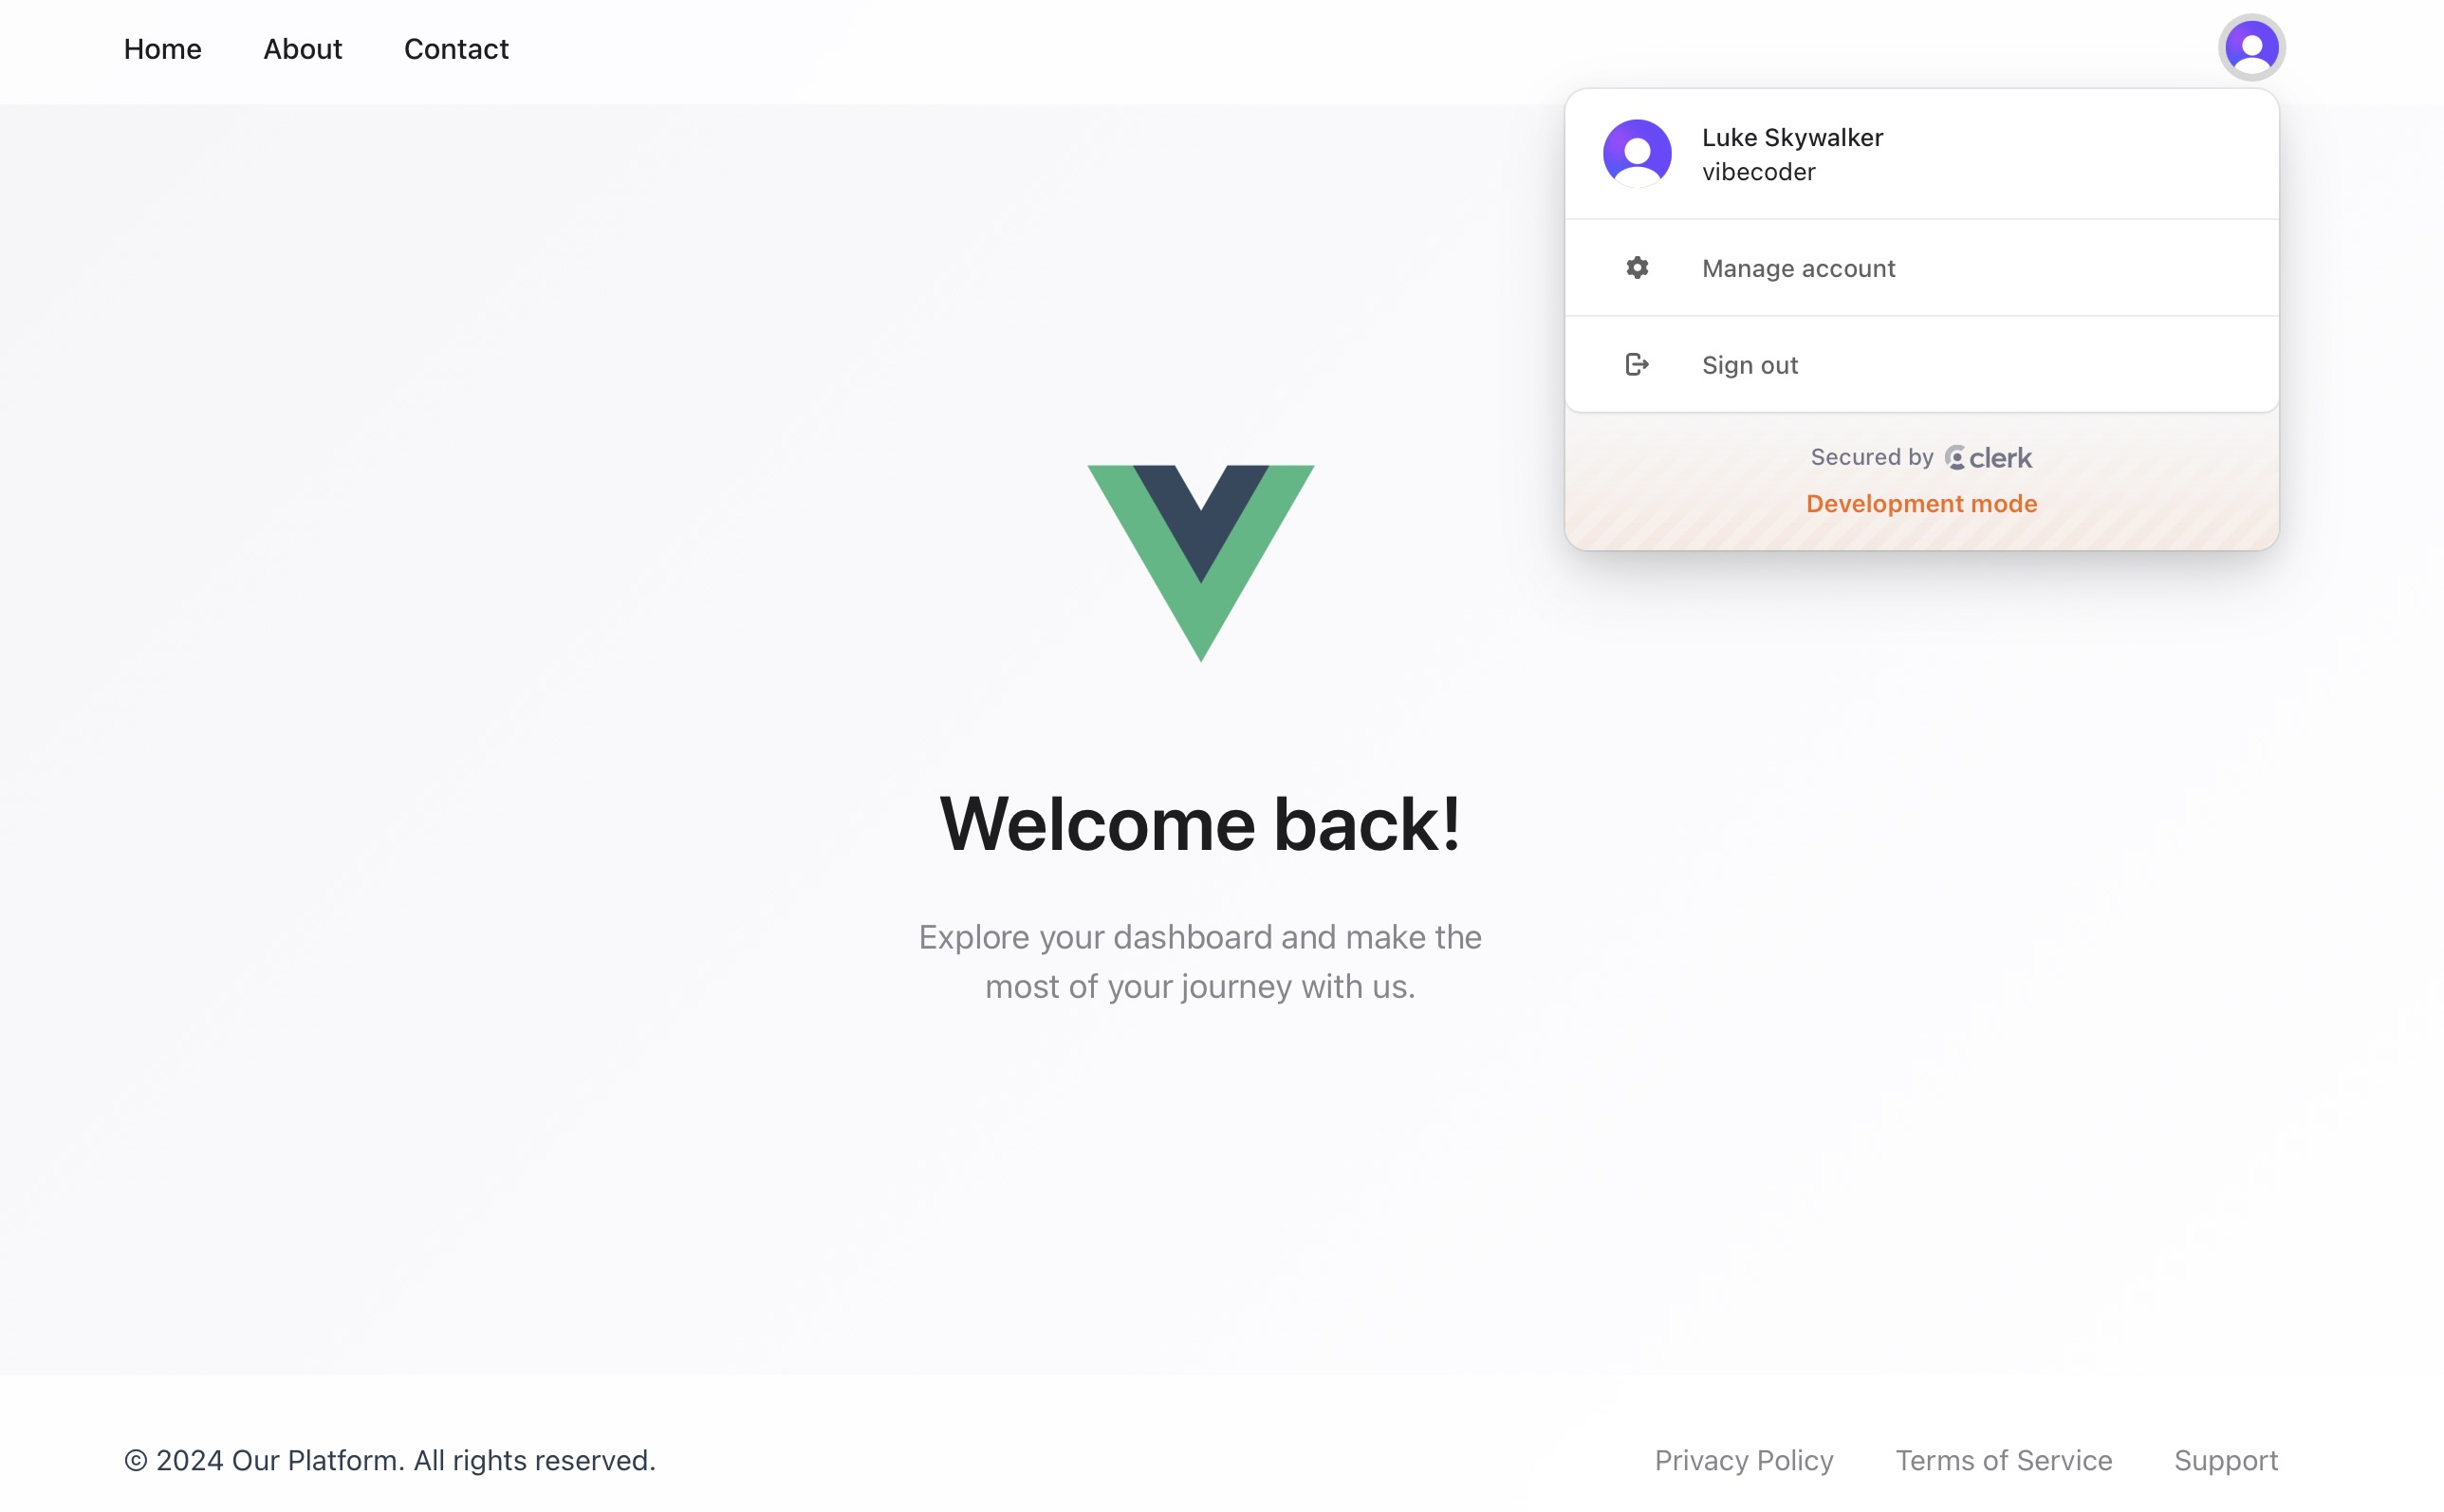 Home
About
Contact
Luke Skywalker
vibecoder
Manage account
Sign out
Secured by clerk
Development mode
Welcome back!
Explore your dashboard and make the
most of your journey with us.
© 2024 Our Platform. All rights reserved.
Privacy Policy
Terms of Service
Support